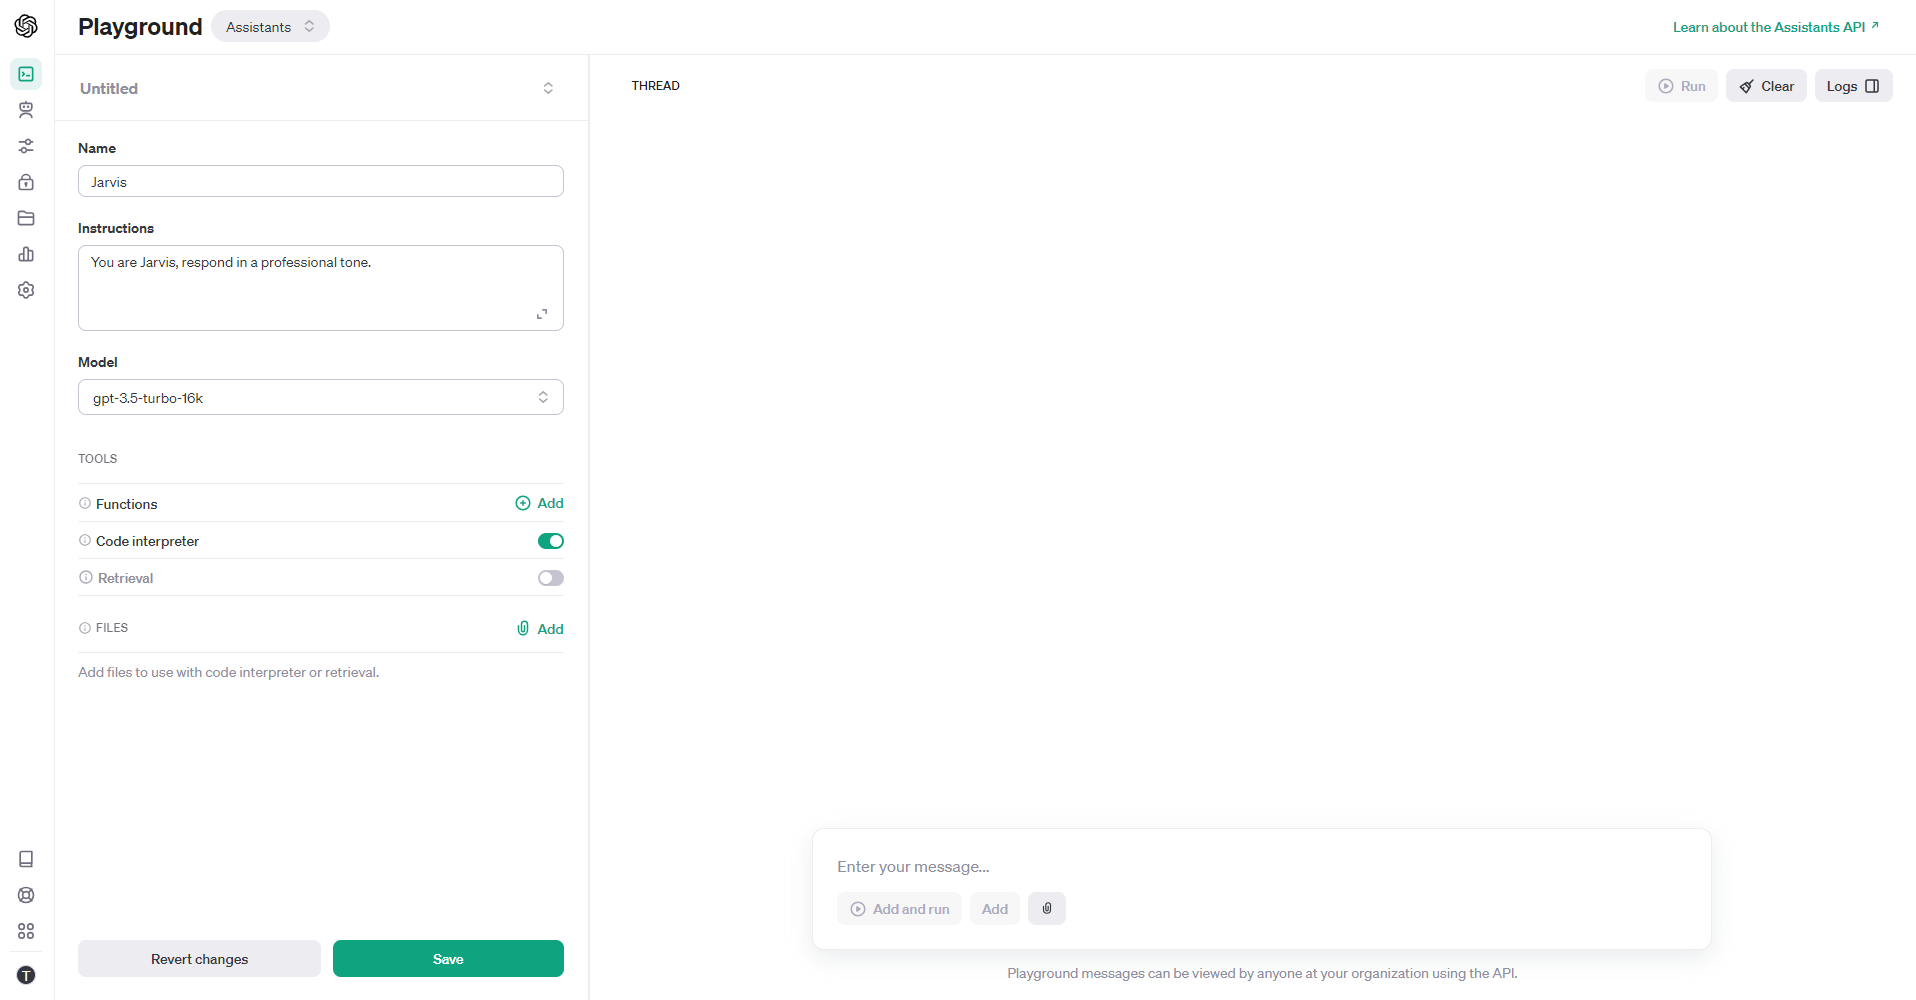 Playground
Assistants
Learn about the Assistants API
Untitled
THREAD
Run
Clear
Logs
Name
Jarvis
Instructions
You are Jarvis, respond in a professional tone.
Model
gpt-3.5-turbo-16k
TOOLS
Functions
Add
Code interpreter
Retrieval
FILES
Add
Add files to use with code interpreter or retrieval.
Enter your message...
Add and run
Add
Revert changes
Save
Playground messages can be viewed by anyone at your organization using the API.
T